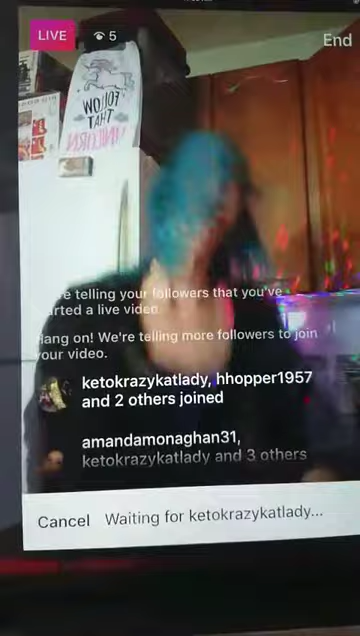 LIVE
5
End
FOLLOW
THAT
UNICORN
telling your followers that you've
arted a live video
Hang on! We're telling more followers to join
your video.
ketokrazykatlady, hhopper1957
and 2 others joined
amandamonaghan31,
ketokrazykatlady and 3 others
Cancel Waiting for ketokrazykatlady...